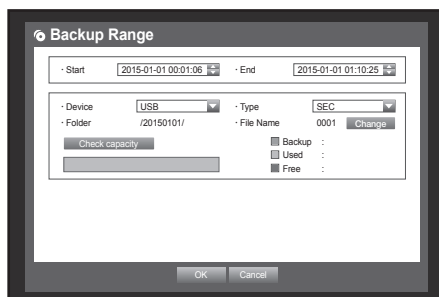 Backup Range
· Start 2015-01-01 00:01:06 · End 2015-01-01 01:10:25
· Device USB · Type SEC
· Folder /20150101/ · File Name 0001 Change
Check capacity
Backup :
Used :
Free :
OK Cancel